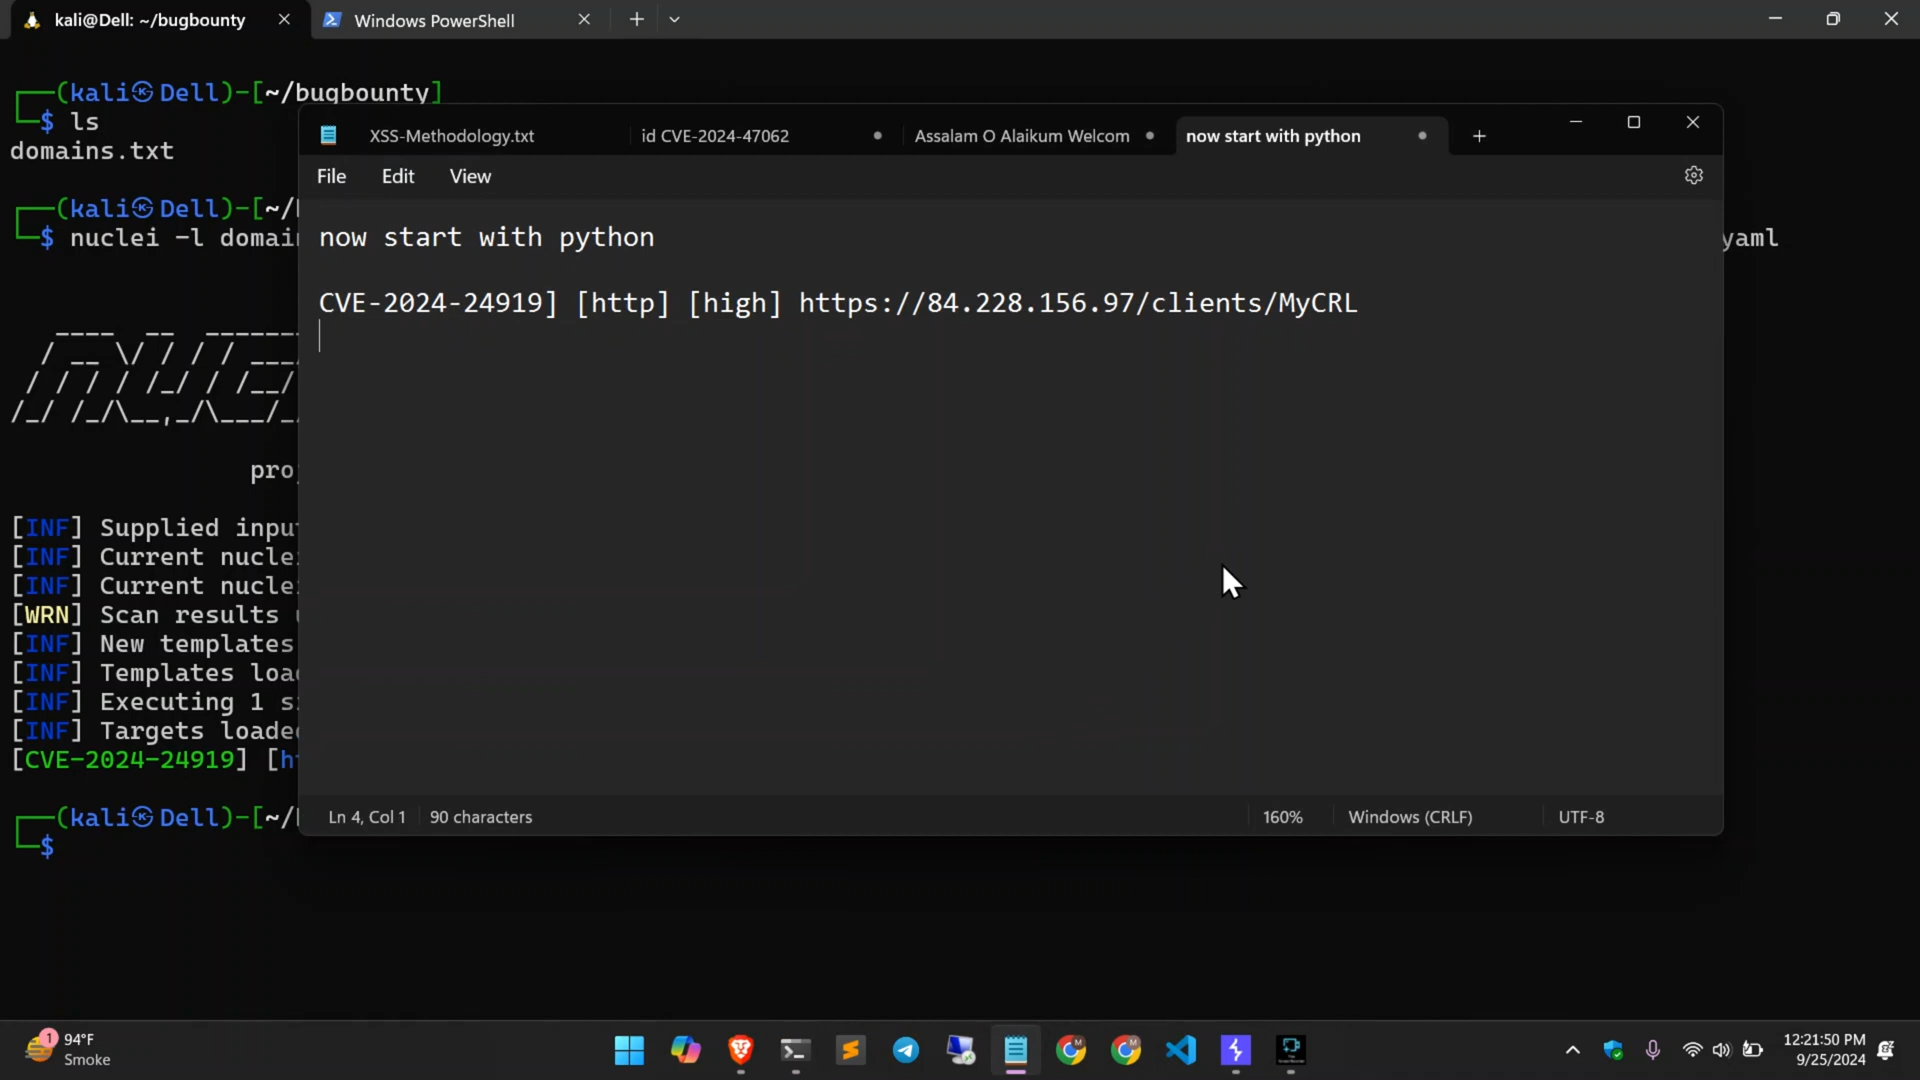 kali@Dell: ~/bugbounty
Windows PowerShell
┌──(kali㉿Dell)-[~/bugbounty]
└─$ ls
domains.txt
┌──(kali㉿Dell)-[~/
└─$ nuclei -l domai
yaml
[INF] Supplied inpu
[INF] Current nucle
[INF] Current nucle
[WRN] Scan results
[INF] New templates
[INF] Templates loa
[INF] Executing 1 s
[INF] Targets loade
[CVE-2024-24919] [h
┌──(kali㉿Dell)-[~/
└─$
XSS-Methodology.txt
id CVE-2024-47062
Assalam O Alaikum Welcom
now start with python
File Edit View
now start with python
CVE-2024-24919] [http] [high] https://84.228.156.97/clients/MyCRL
Ln 4, Col 1
90 characters
160%
Windows (CRLF)
UTF-8
1
94°F
Smoke
12:21:50 PM
9/25/2024